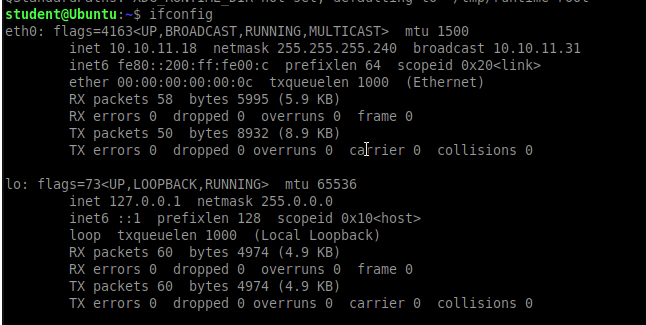 student@Ubuntu:~$ ifconfig
eth0: flags=4163<UP,BROADCAST,RUNNING,MULTICAST>  mtu 1500
        inet 10.10.11.18  netmask 255.255.255.240  broadcast 10.10.11.31
        inet6 fe80::200:ff:fe00:c  prefixlen 64  scopeid 0x20<link>
        ether 00:00:00:00:00:0c  txqueuelen 1000  (Ethernet)
        RX packets 58  bytes 5995 (5.9 KB)
        RX errors 0  dropped 0  overruns 0  frame 0
        TX packets 50  bytes 8932 (8.9 KB)
        TX errors 0  dropped 0 overruns 0  carrier 0  collisions 0

lo: flags=73<UP,LOOPBACK,RUNNING>  mtu 65536
        inet 127.0.0.1  netmask 255.0.0.0
        inet6 ::1  prefixlen 128  scopeid 0x10<host>
        loop  txqueuelen 1000  (Local Loopback)
        RX packets 60  bytes 4974 (4.9 KB)
        RX errors 0  dropped 0  overruns 0  frame 0
        TX packets 60  bytes 4974 (4.9 KB)
        TX errors 0  dropped 0 overruns 0  carrier 0  collisions 0